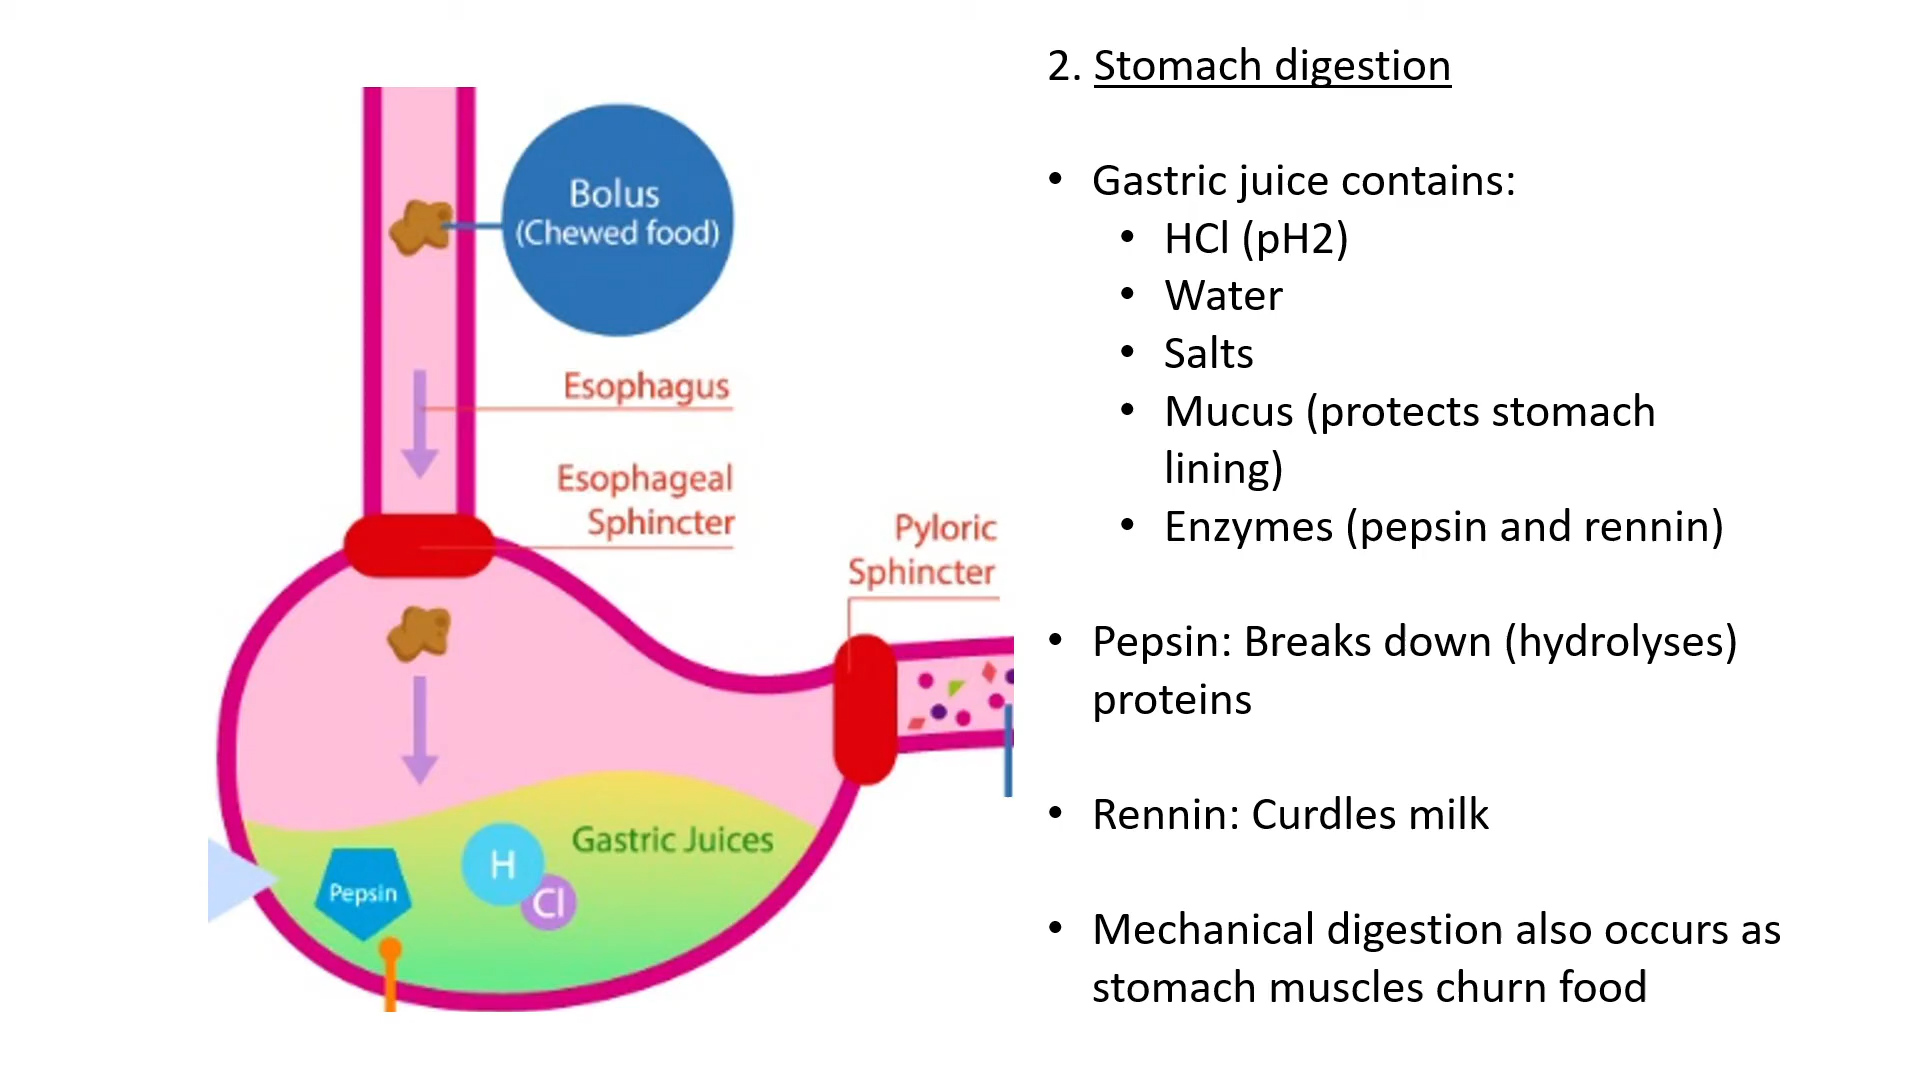 2. Stomach digestion
• Gastric juice contains:
• HCl (pH2)
• Water
• Salts
• Mucus (protects stomach
lining)
• Enzymes (pepsin and rennin)
• Pepsin: Breaks down (hydrolyses)
proteins
• Rennin: Curdles milk
• Mechanical digestion also occurs as
stomach muscles churn food
Bolus
(Chewed food)
Esophagus
Esophageal
Sphincter
Pyloric
Sphincter
Gastric Juices
Pepsin
H
Cl